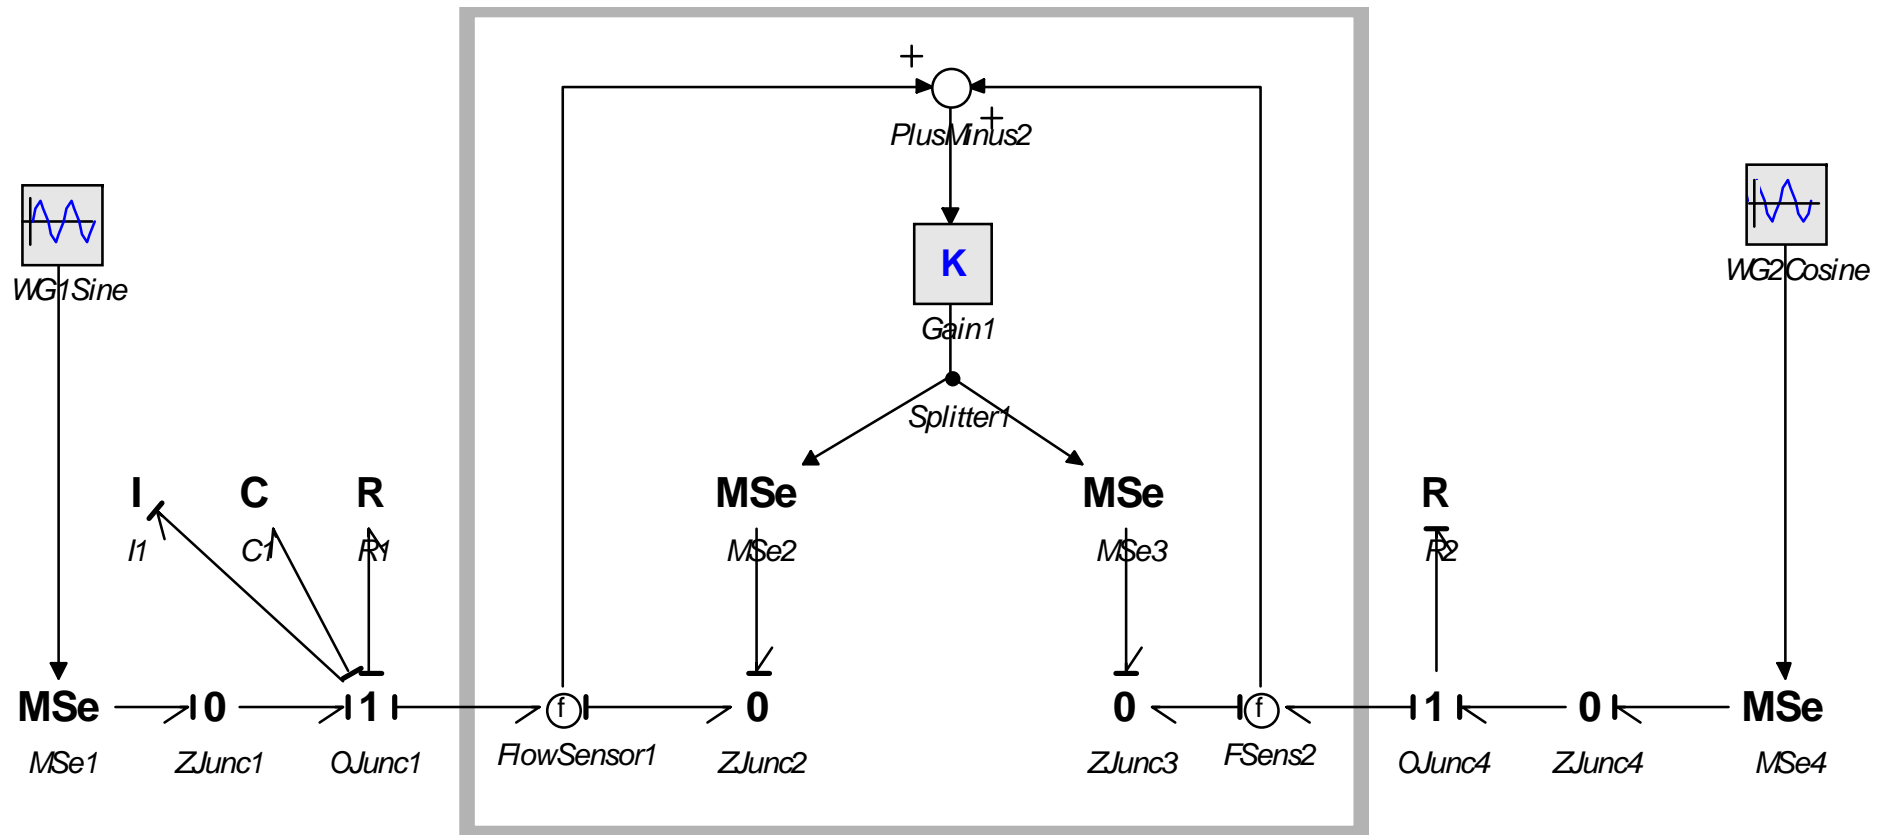 +
+
PlusMinus2
WG1Sine
K
WG2Cosine
Gain1
Splitter1
I C R MSe MSe R
I1 C1 R1 MSe2 MSe3 R2
MSe 0 1 f 0 0 f 1 0 MSe
MSe1 ZJunc1 OJunc1 FlowSensor1 ZJunc2 ZJunc3 FSens2 OJunc4 ZJunc4 MSe4